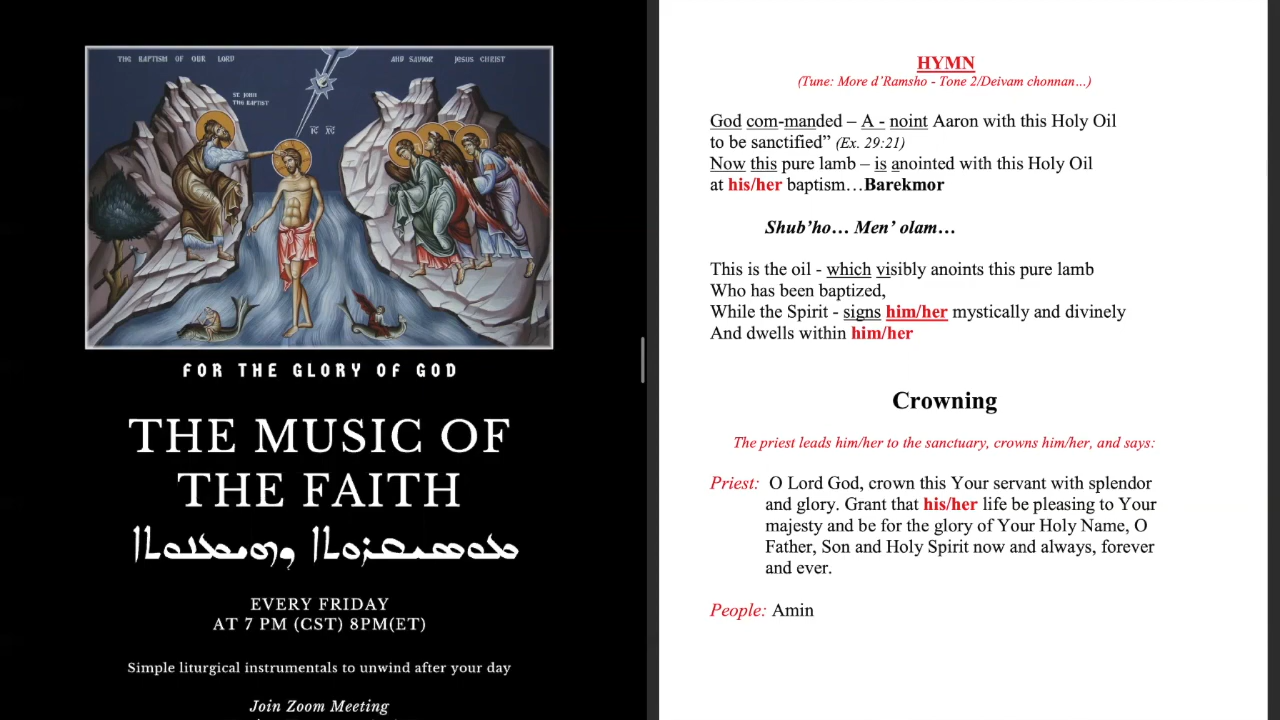 THE BAPTISM OF OUR LORD AND SAVIOR JESUS CHRIST
ST JOHN
THE BAPTIST
IC XC
FOR THE GLORY OF GOD
THE MUSIC OF
THE FAITH
ܡܘܣܝܩܪܘܬܐ ܕܗܝܡܢܘܬܐ
EVERY FRIDAY
AT 7 PM (CST) 8PM(ET)
Simple liturgical instrumentals to unwind after your day
Join Zoom Meeting
HYMN
(Tune: More d’Ramsho - Tone 2/Deivam chonnan…)
God com-manded – A - noint Aaron with this Holy Oil
to be sanctified” (Ex. 29:21)
Now this pure lamb – is anointed with this Holy Oil
at his/her baptism…Barekmor
Shub’ho… Men’ olam…
This is the oil - which visibly anoints this pure lamb
Who has been baptized,
While the Spirit - signs him/her mystically and divinely
And dwells within him/her
Crowning
The priest leads him/her to the sanctuary, crowns him/her, and says:
Priest: O Lord God, crown this Your servant with splendor
and glory. Grant that his/her life be pleasing to Your
majesty and be for the glory of Your Holy Name, O
Father, Son and Holy Spirit now and always, forever
and ever.
People: Amin